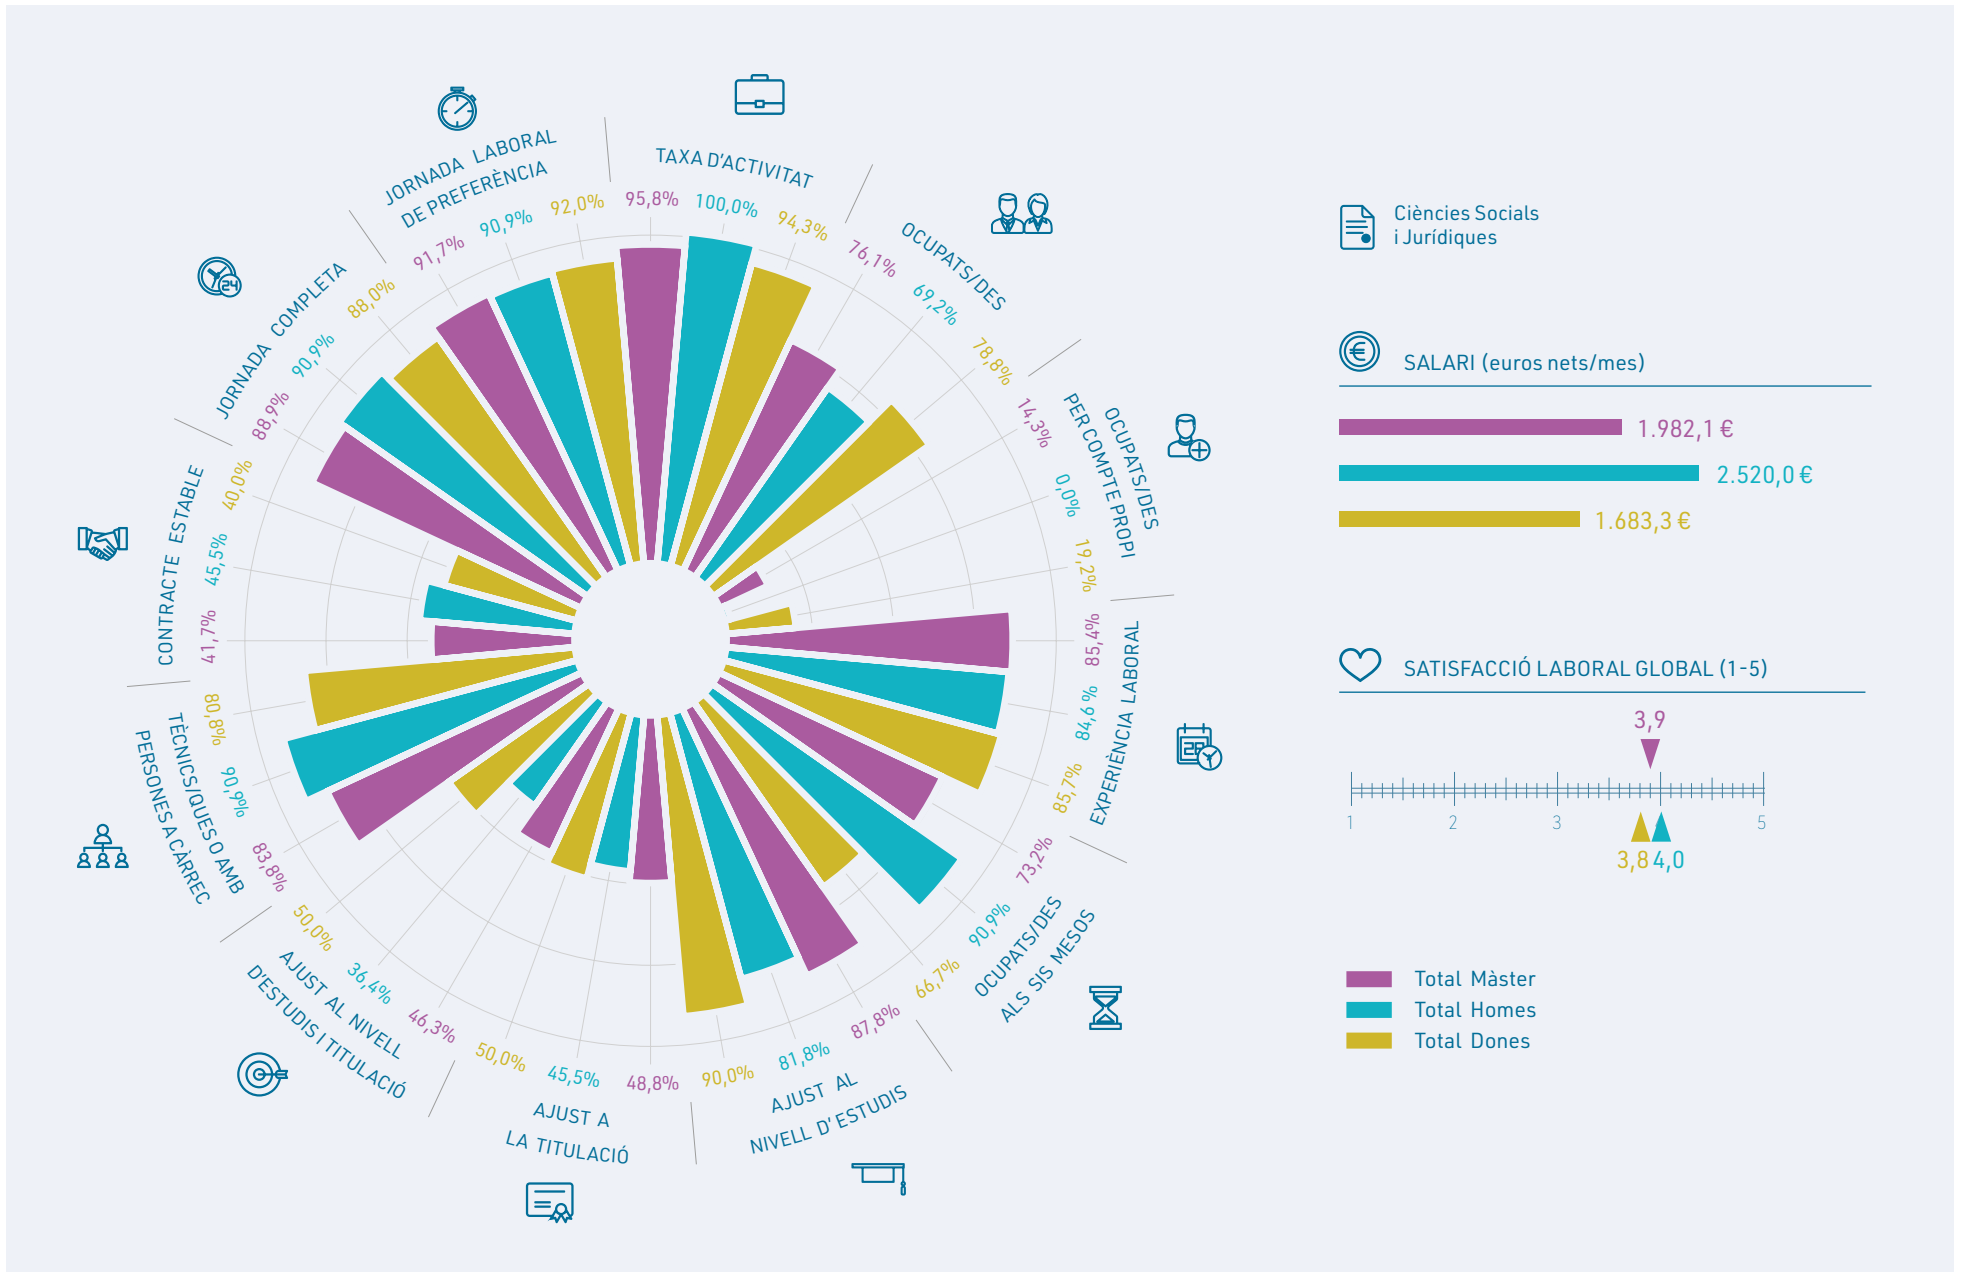 TAXA D'ACTIVITAT
95,8%
100,0%
94,3%
OCUPATS/DES
76,1%
69,2%
78,8%
OCUPATS/DES
PER COMPTE PROPI
14,3%
0,0%
19,2%
EXPERIÈNCIA LABORAL
85,4%
84,6 %
85,7%
OCUPATS/DES
ALS SIS MESOS
73,2%
90,9%
66,7%
AJUST AL
NIVELL D' ESTUDIS
87,8%
81,8%
90,0%
AJUST A
LA TITULACIÓ
48,8%
45,5%
50,0%
AJUST AL NIVELL
D'ESTUDIS I TITULACIÓ
46,3%
36,4%
50,0%
TÈCNICS/QUES O AMB
PERSONES A CÀRREC
83,8%
90,9%
80,8%
CONTRACTE ESTABLE
41,7%
45,5%
40,0%
JORNADA COMPLETA
88,9%
90,9%
88,0%
JORNADA LABORAL
DE PREFERÈNCIA
91,7%
90,9%
92,0%
24
Ciències Socials
i Jurídiques
€
SALARI (euros nets/mes)
1.982,1 €
2.520,0 €
1.683,3 €
SATISFACCIÓ LABORAL GLOBAL (1-5)
3,9
1 2 3 5
3,8 4,0
Total Màster
Total Homes
Total Dones